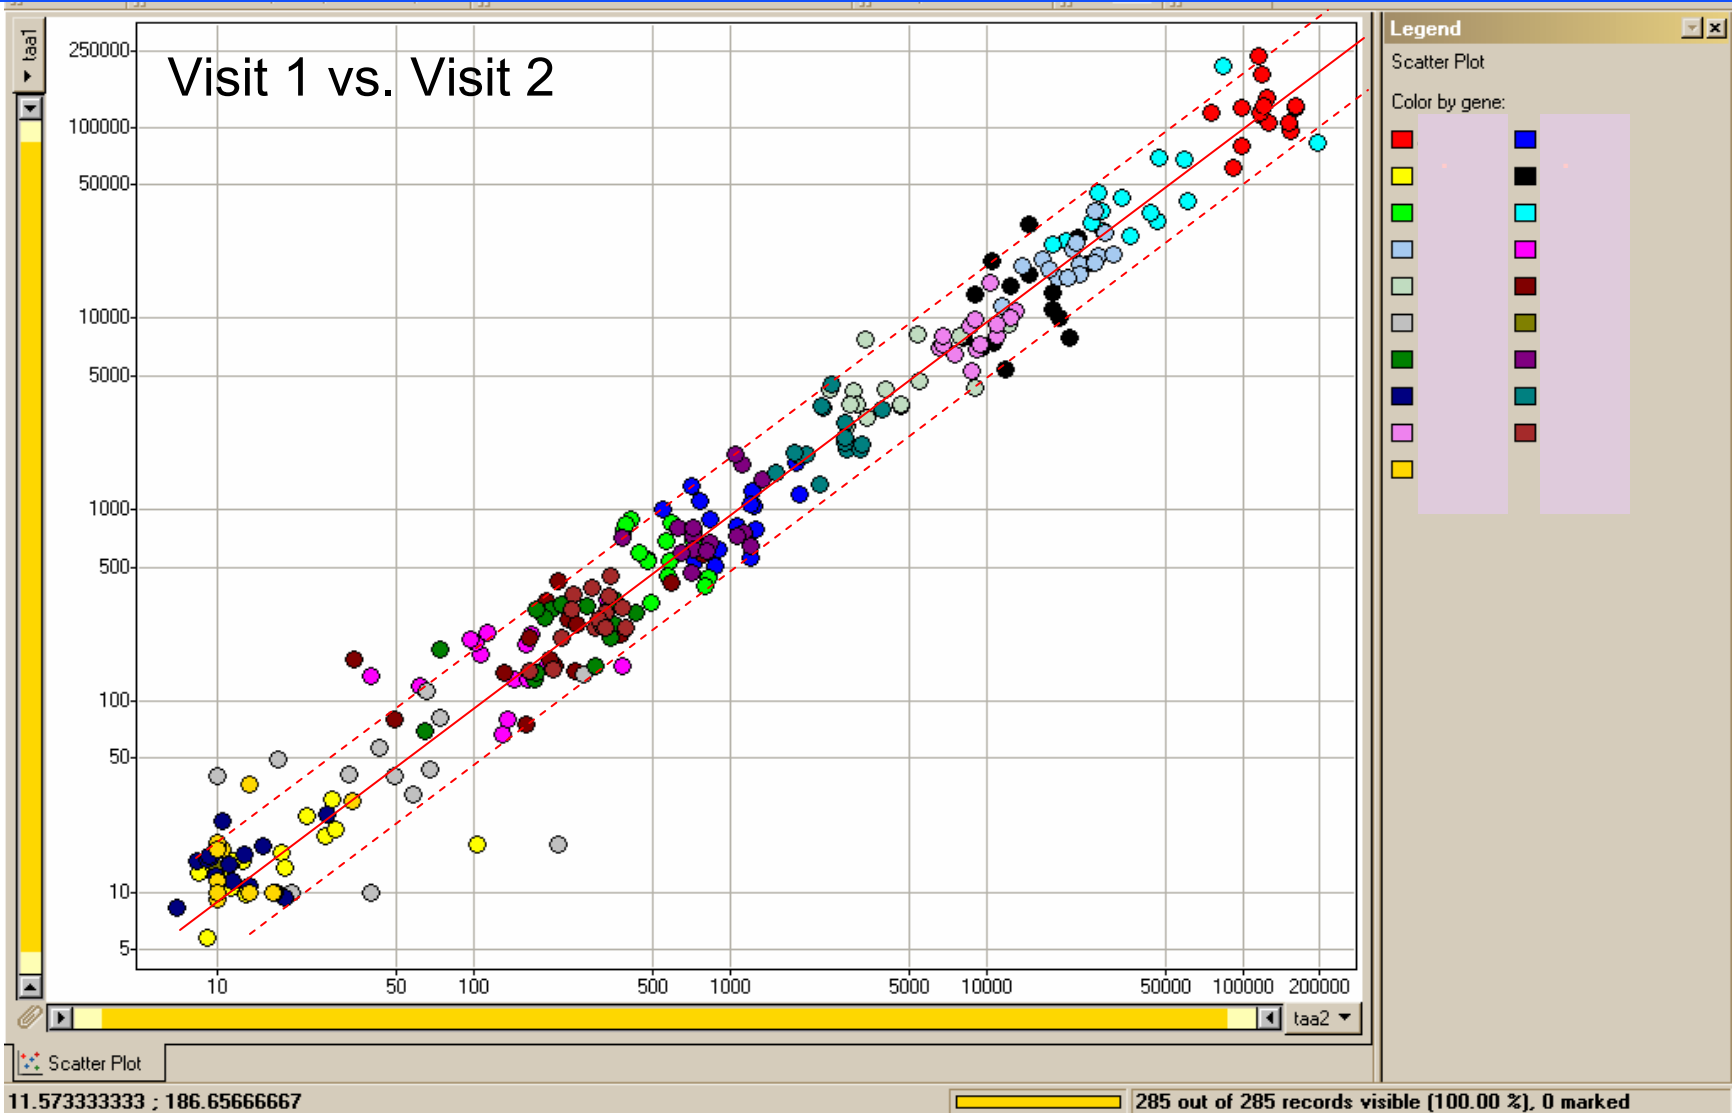 Visit 1 vs. Visit 2
taa1
250000
100000
50000
10000
5000
1000
500
100
50
10
5
10
50
100
500
1000
5000
10000
50000
100000
200000
taa2
Legend
Scatter Plot
Color by gene:
Scatter Plot
11.573333333 ; 186.65666667
285 out of 285 records visible (100.00 %), 0 marked